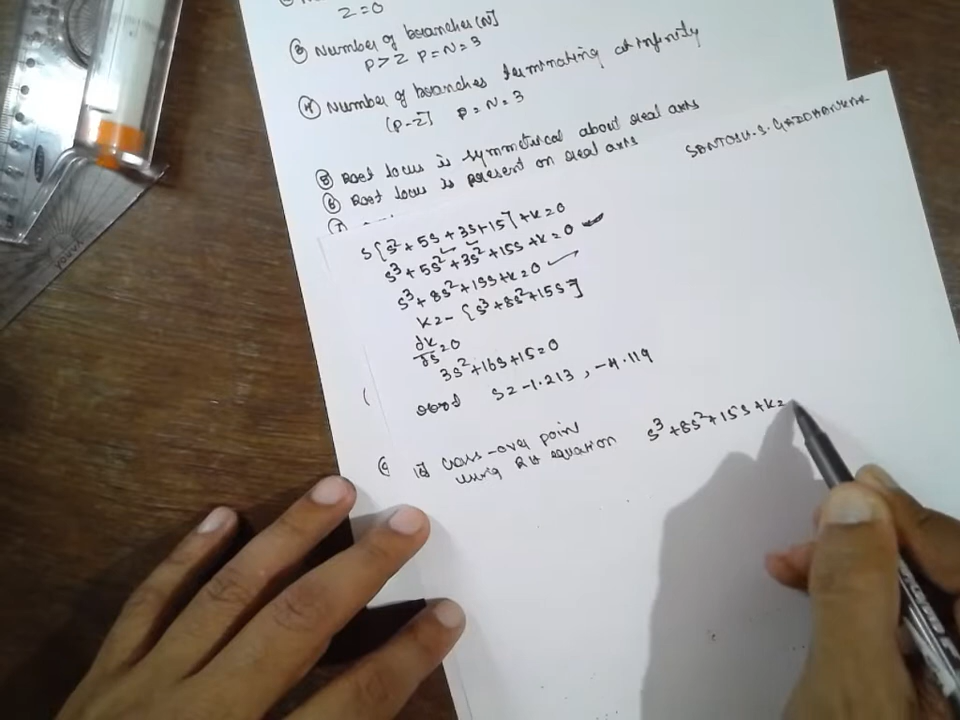 Z=0
③ Number of branches [N]
P>Z P=N=3
④ Number of branches terminating at infinity
[P-Z] P=N=3
⑤ Root locus is symmetrical about real axis
⑥ Root locus is present on real axis
⑦
SANTOSH.S.
S[S²+5S+3S+15]+K=0
S³+5S²+3S²+15S+K=0
S³+8S²+15S+K=0
K=-[S³+8S²+15S]
dK/dS=0
3S²+16S+15=0
root S=-1.213, -4.119
cross-over point
using RH equation S³+8S²+15S+K=